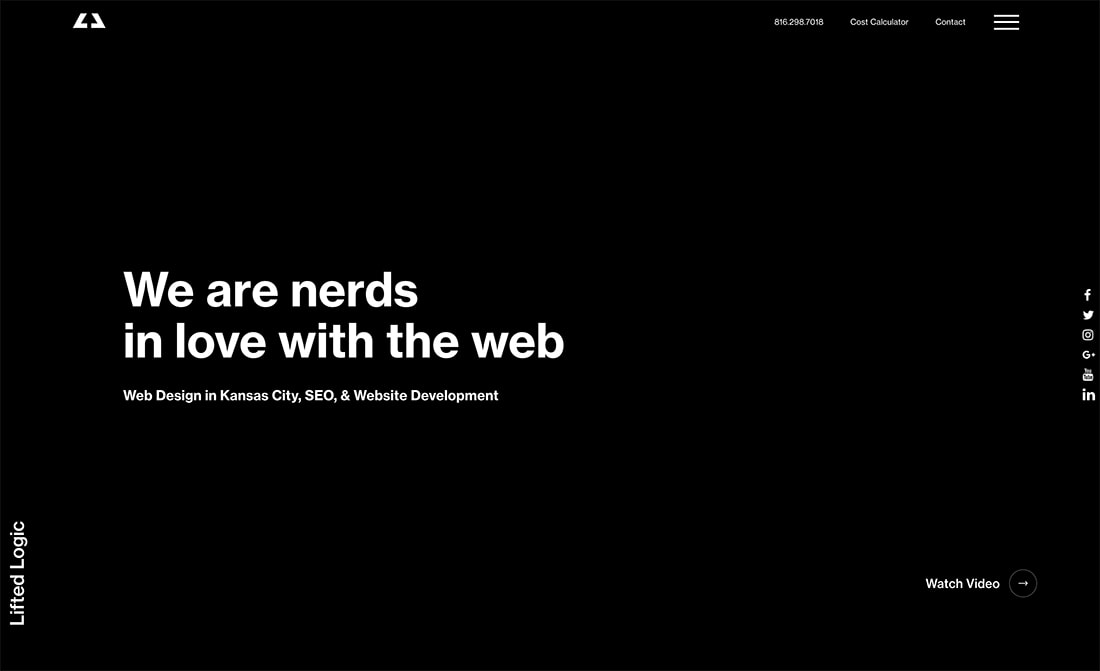 816.298.7018
Cost Calculator
Contact
We are nerds
in love with the web
Web Design in Kansas City, SEO, & Website Development
Lifted Logic
Watch Video